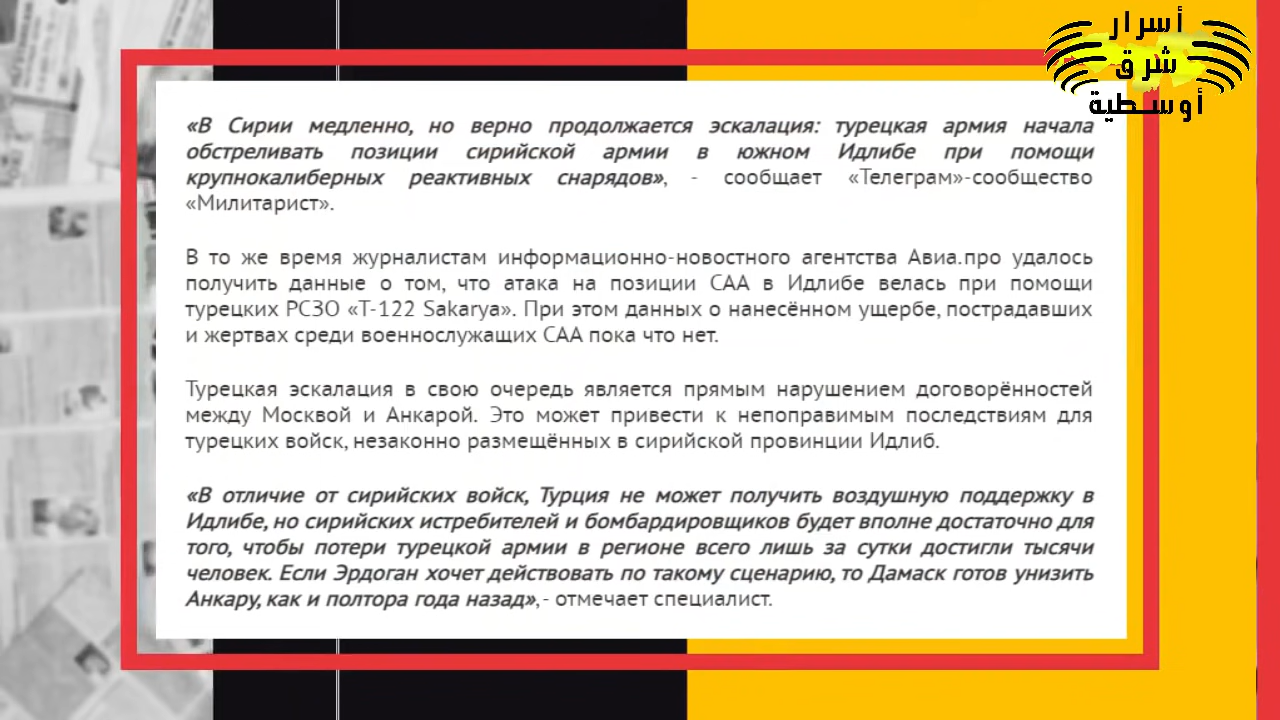 أسرار
شرق
أوسطية
«В Сирии медленно, но верно продолжается эскалация: турецкая армия начала
обстреливать позиции сирийской армии в южном Идлибе при помощи
крупнокалиберных реактивных снарядов», - сообщает «Телеграм»-сообщество
«Милитарист».
В то же время журналистам информационно-новостного агентства Авиа.про удалось
получить данные о том, что атака на позиции САА в Идлибе велась при помощи
турецких РСЗО «T-122 Sakarya». При этом данных о нанесённом ущербе, пострадавших
и жертвах среди военнослужащих САА пока что нет.
Турецкая эскалация в свою очередь является прямым нарушением договорённостей
между Москвой и Анкарой. Это может привести к непоправимым последствиям для
турецких войск, незаконно размещённых в сирийской провинции Идлиб.
«В отличие от сирийских войск, Турция не может получить воздушную поддержку в
Идлибе, но сирийских истребителей и бомбардировщиков будет вполне достаточно для
того, чтобы потери турецкой армии в регионе всего лишь за сутки достигли тысячи
человек. Если Эрдоган хочет действовать по такому сценарию, то Дамаск готов унизить
Анкару, как и полтора года назад»,- отмечает специалист.